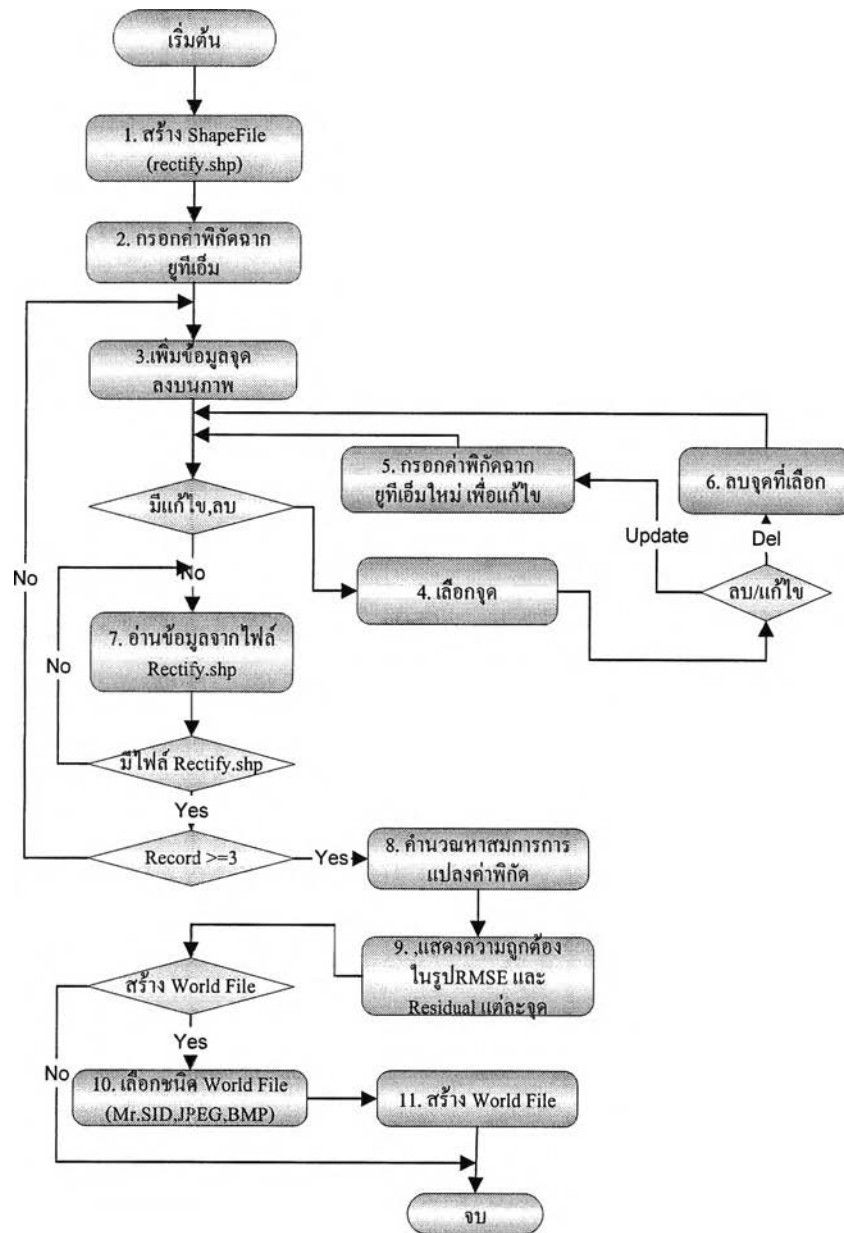 เริ่มต้น
1. สร้าง ShapeFile
(rectify.shp)
2. กรอกค่าพิกัดฉาก
ยูทีเอ็ม
3.เพิ่มข้อมูลจุด
ลงบนภาพ
5. กรอกค่าพิกัดฉาก
ยูทีเอ็มใหม่ เพื่อแก้ไข
6. ลบจุดที่เลือก
มีแก้ไข,ลบ
Update
Del
No
No
4. เลือกจุด
ลบ/แก้ไข
7. อ่านข้อมูลจากไฟล์
Rectify.shp
No
มีไฟล์ Rectify.shp
Yes
Record >=3
Yes
8. คำนวณหาสมการการ
แปลงค่าพิกัด
9. ,แสดงความถูกต้อง
ในรูปRMSE และ
Residual แต่ละจุด
สร้าง World File
Yes
No
10. เลือกชนิด World File
(Mr.SID,JPEG,BMP)
11. สร้าง World File
จบ